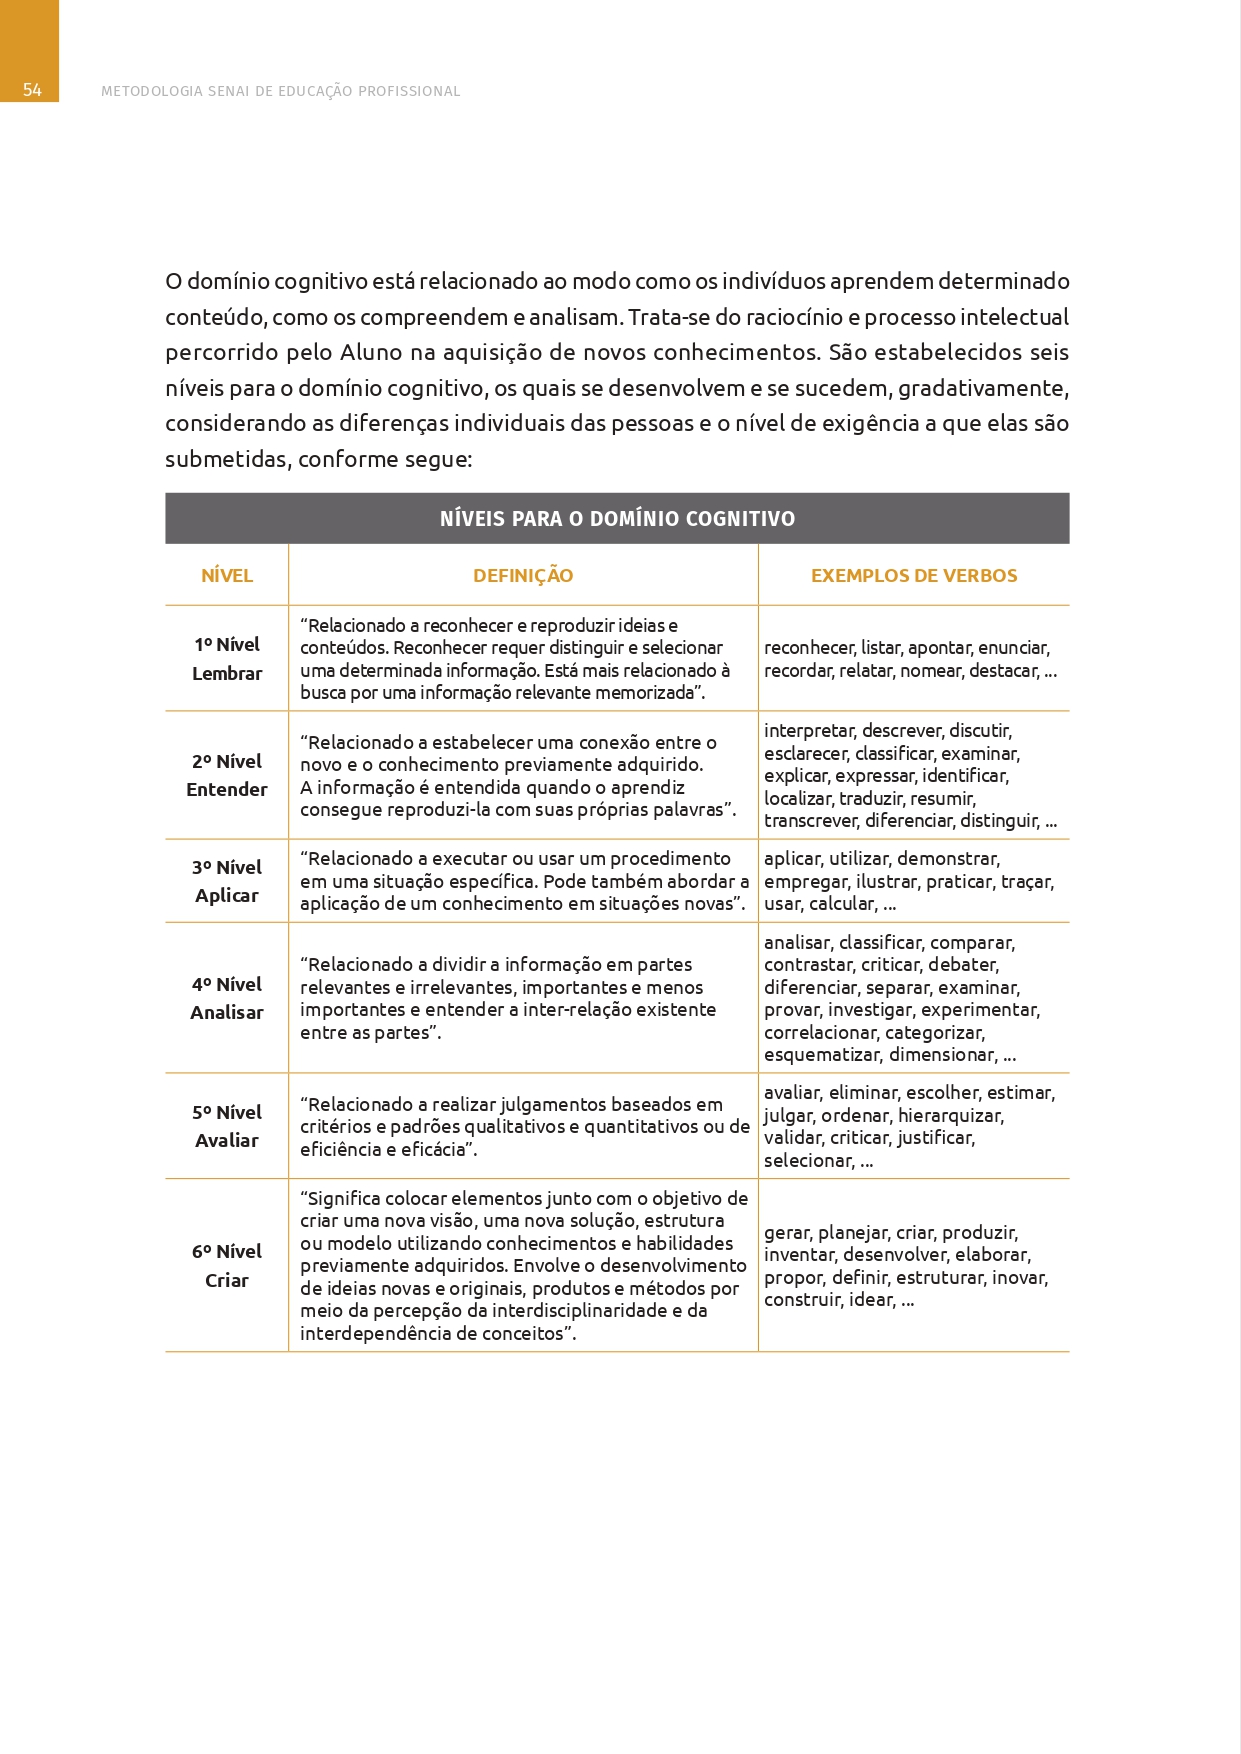 54
METODOLOGIA SENAI DE EDUCAÇÃO PROFISSIONAL
O domínio cognitivo está relacionado ao modo como os indivíduos aprendem determinado
conteúdo, como os compreendem e analisam. Trata-se do raciocínio e processo intelectual
percorrido pelo Aluno na aquisição de novos conhecimentos. São estabelecidos seis
níveis para o domínio cognitivo, os quais se desenvolvem e se sucedem, gradativamente,
considerando as diferenças individuais das pessoas e o nível de exigência a que elas são
submetidas, conforme segue:
NÍVEIS PARA O DOMÍNIO COGNITIVO
NÍVEL
DEFINIÇÃO
EXEMPLOS DE VERBOS
1º Nível
Lembrar
“Relacionado a reconhecer e reproduzir ideias e
conteúdos. Reconhecer requer distinguir e selecionar
uma determinada informação. Está mais relacionado à
busca por uma informação relevante memorizada”.
reconhecer, listar, apontar, enunciar,
recordar, relatar, nomear, destacar, ...
2º Nível
Entender
“Relacionado a estabelecer uma conexão entre o
novo e o conhecimento previamente adquirido.
A informação é entendida quando o aprendiz
consegue reproduzi-la com suas próprias palavras”.
interpretar, descrever, discutir,
esclarecer, classificar, examinar,
explicar, expressar, identificar,
localizar, traduzir, resumir,
transcrever, diferenciar, distinguir, ...
3º Nível
Aplicar
“Relacionado a executar ou usar um procedimento
em uma situação específica. Pode também abordar a
aplicação de um conhecimento em situações novas”.
aplicar, utilizar, demonstrar,
empregar, ilustrar, praticar, traçar,
usar, calcular, ...
4º Nível
Analisar
“Relacionado a dividir a informação em partes
relevantes e irrelevantes, importantes e menos
importantes e entender a inter-relação existente
entre as partes”.
analisar, classificar, comparar,
contrastar, criticar, debater,
diferenciar, separar, examinar,
provar, investigar, experimentar,
correlacionar, categorizar,
esquematizar, dimensionar, ...
5º Nível
Avaliar
“Relacionado a realizar julgamentos baseados em
critérios e padrões qualitativos e quantitativos ou de
eficiência e eficácia”.
avaliar, eliminar, escolher, estimar,
julgar, ordenar, hierarquizar,
validar, criticar, justificar,
selecionar, ...
6º Nível
Criar
“Significa colocar elementos junto com o objetivo de
criar uma nova visão, uma nova solução, estrutura
ou modelo utilizando conhecimentos e habilidades
previamente adquiridos. Envolve o desenvolvimento
de ideias novas e originais, produtos e métodos por
meio da percepção da interdisciplinaridade e da
interdependência de conceitos”.
gerar, planejar, criar, produzir,
inventar, desenvolver, elaborar,
propor, definir, estruturar, inovar,
construir, idear, ...